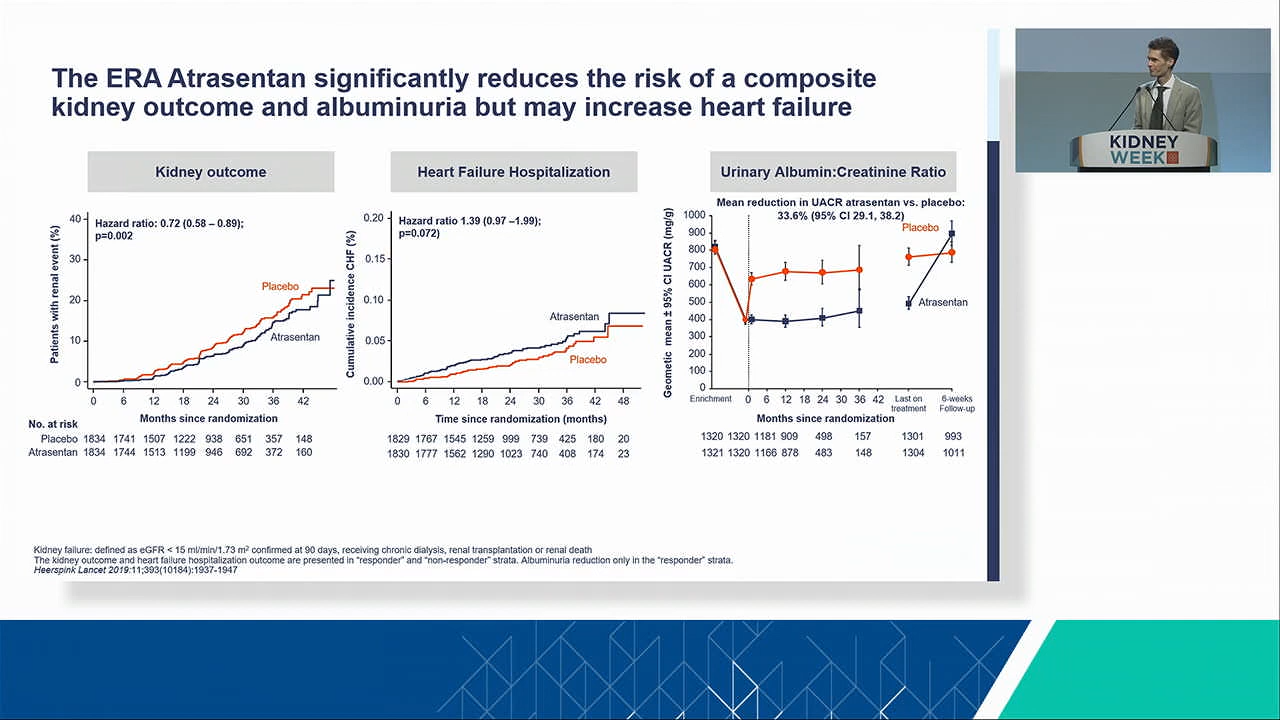 The ERA Atrasentan significantly reduces the risk of a composite
kidney outcome and albuminuria but may increase heart failure
KIDNEY
WEEK
Kidney outcome
Hazard ratio: 0.72 (0.58 – 0.89);
p=0.002
Patients with renal event (%)
40
30
20
10
0
Placebo
Atrasentan
0 6 12 18 24 30 36 42
Months since randomization
No. at risk
Placebo 1834 1741 1507 1222 938 651 357 148
Atrasentan 1834 1744 1513 1199 946 692 372 160
Heart Failure Hospitalization
Hazard ratio 1.39 (0.97 –1.99);
p=0.072)
Cumulative incidence CHF (%)
0.20
0.15
0.10
0.05
0.00
Atrasentan
Placebo
0 6 12 18 24 30 36 42 48
Time since randomization (months)
1829 1767 1545 1259 999 739 425 180 20
1830 1777 1562 1290 1023 740 408 174 23
Urinary Albumin:Creatinine Ratio
Mean reduction in UACR atrasentan vs. placebo:
33.6% (95% CI 29.1, 38.2)
Geometic mean ± 95% CI UACR (mg/g)
1000
900
800
700
600
500
400
300
200
100
0
Placebo
Atrasentan
Enrichment 0 6 12 18 24 30 36 42 Last on treatment 6-weeks Follow-up
Months since randomization
1320 1320 1181 909 498 157 1301 993
1321 1320 1166 878 483 148 1304 1011
Kidney failure: defined as eGFR < 15 ml/min/1.73 m² confirmed at 90 days, receiving chronic dialysis, renal transplantation or renal death
The kidney outcome and heart failure hospitalization outcome are presented in “responder” and “non-responder” strata. Albuminuria reduction only in the “responder” strata.
Heerspink Lancet 2019:11;393(10184):1937-1947